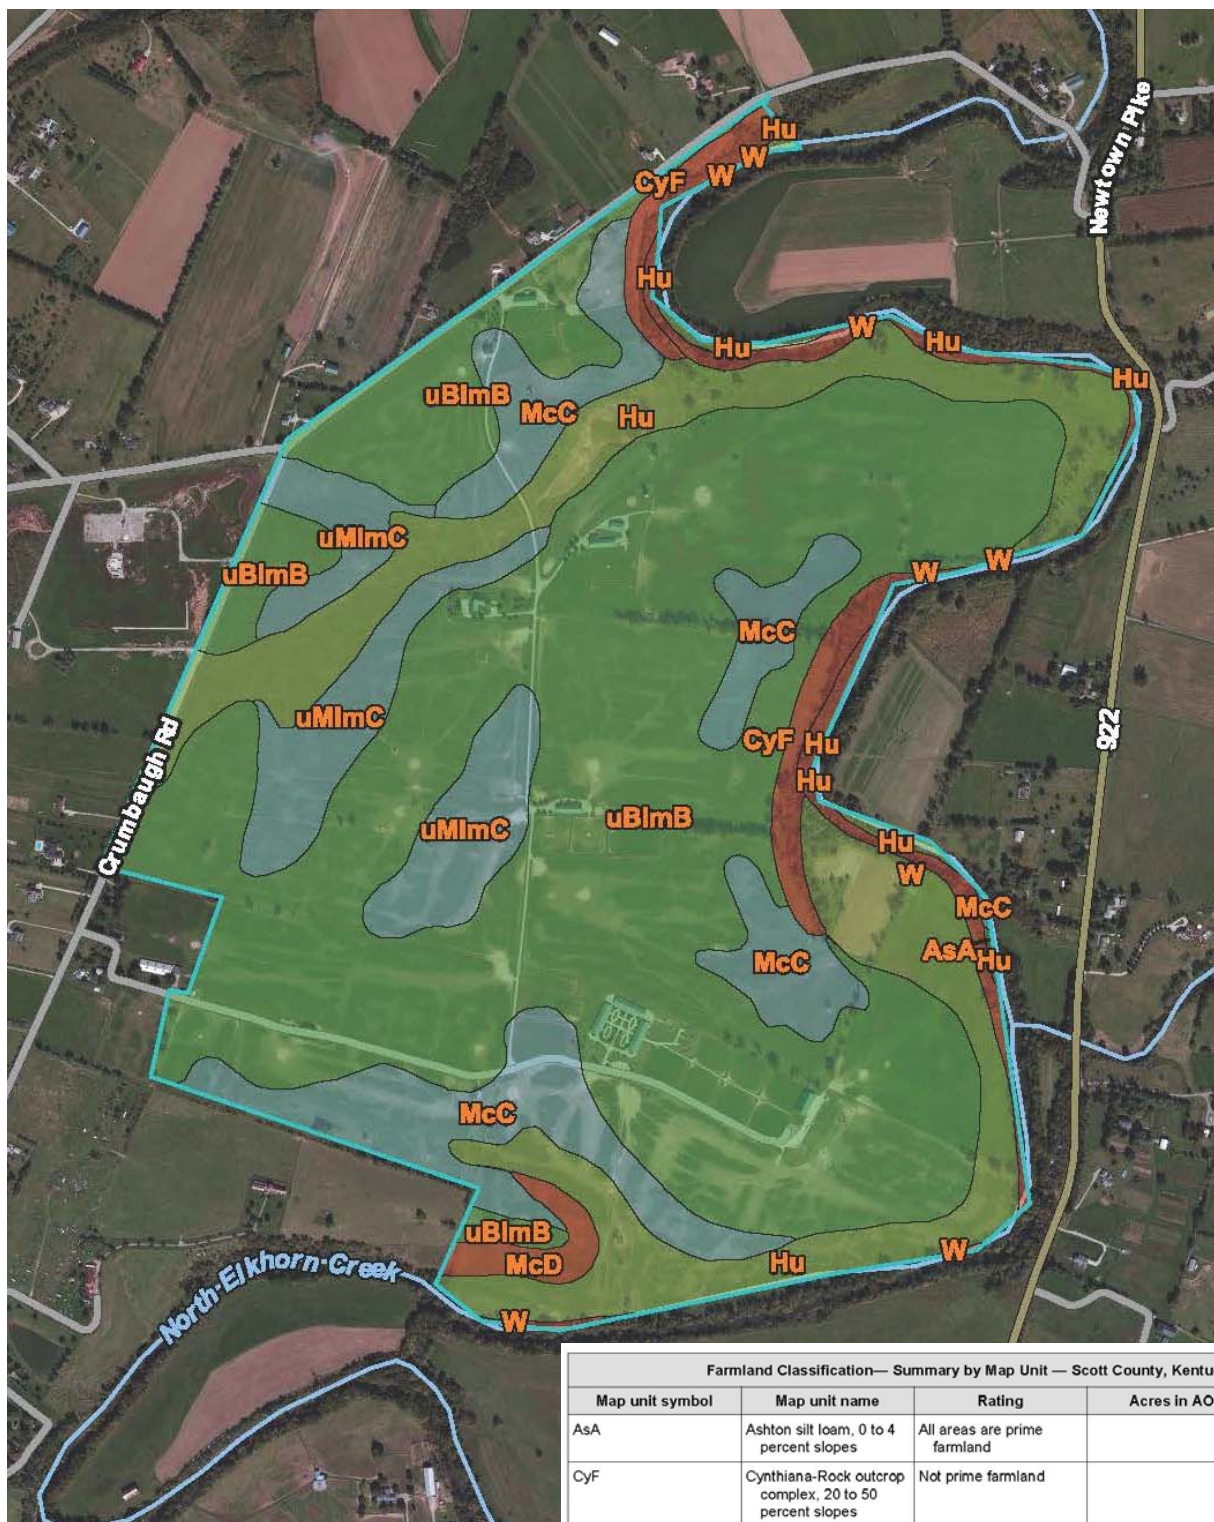 Newtown Pike
Hu
W
W
CyF
Hu
W
Hu
Hu
Hu
uBlmB
McC
Hu
uMlmC
uBlmB
W
W
McC
uMlmC
922
Crumbaugh Rd
CyF
Hu
Hu
uMlmC
uBlmB
Hu
W
McC
McC
AsA
Hu
McC
uBlmB
McD
Hu
W
North Elkhorn Creek
W
Farmland Classification— Summary by Map Unit — Scott County, Kentu
Map unit symbol
Map unit name
Rating
Acres in AO
AsA
Ashton silt loam, 0 to 4
percent slopes
All areas are prime
farmland
CyF
Cynthiana-Rock outcrop
complex, 20 to 50
percent slopes
Not prime farmland